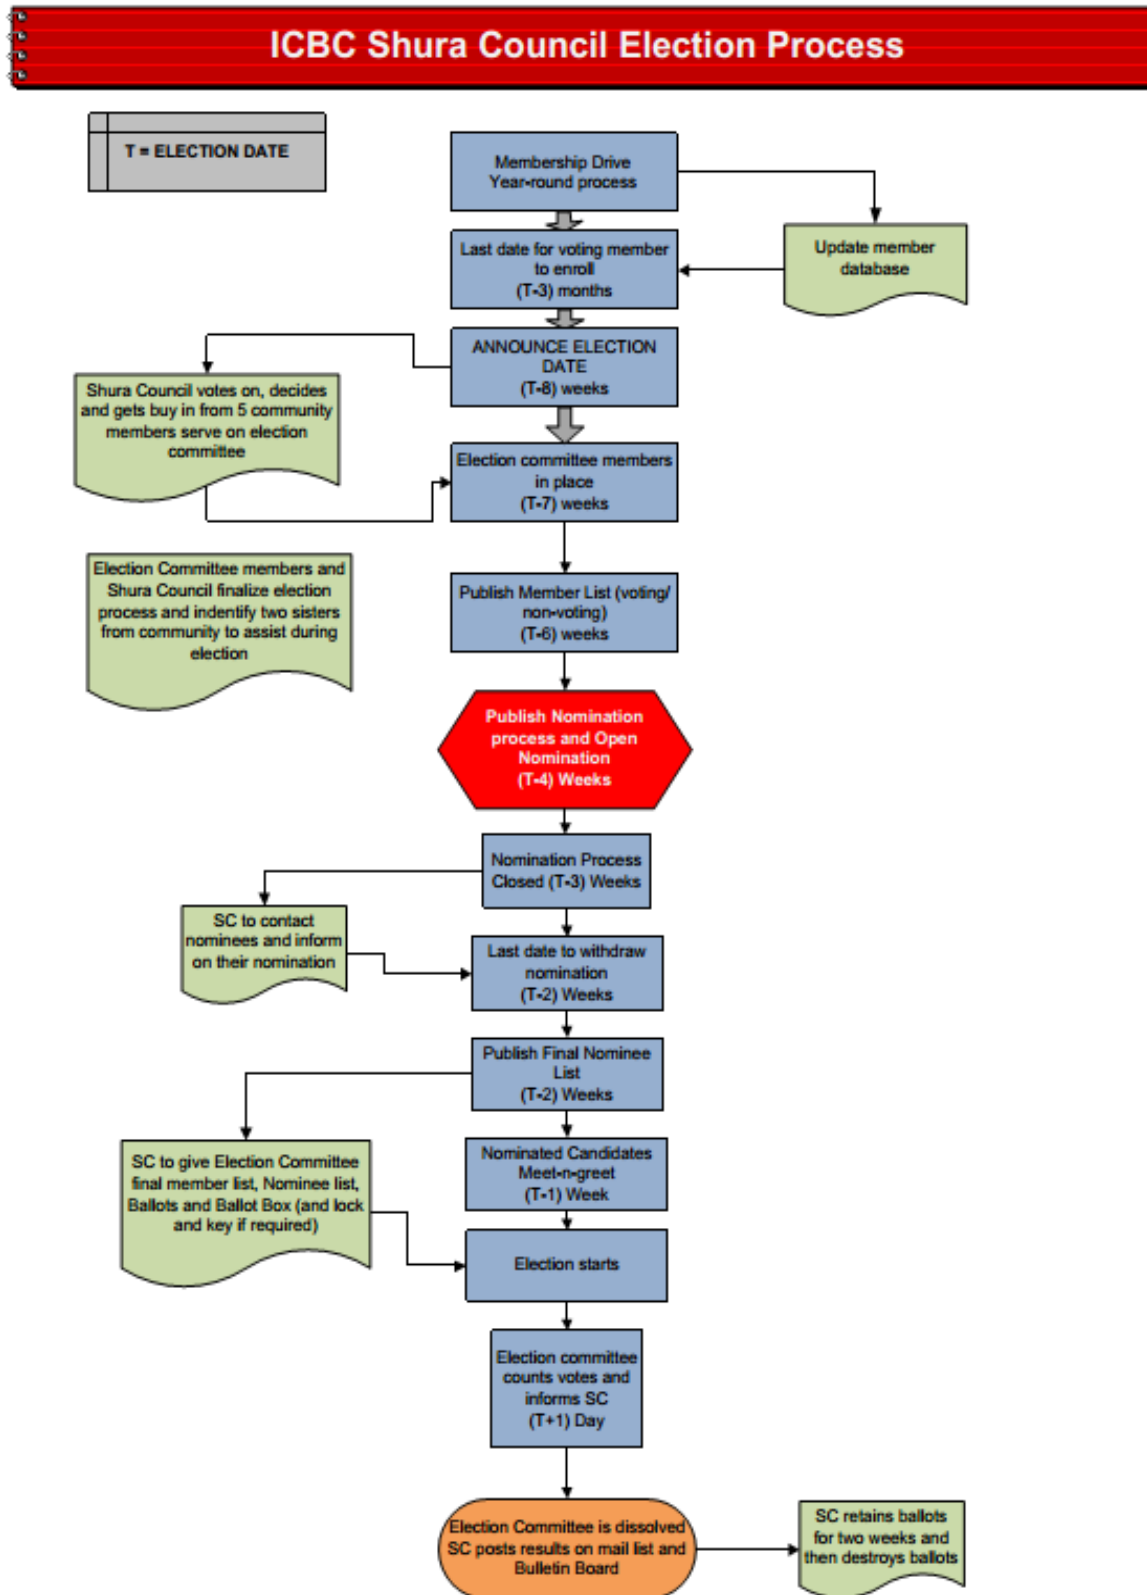 ICBC Shura Council Election Process
T = ELECTION DATE
Membership Drive
Year-round process
Update member
database
Last date for voting member
to enroll
(T-3) months
ANNOUNCE ELECTION
DATE
(T-8) weeks
Shura Council votes on, decides
and gets buy in from 5 community
members serve on election
committee
Election committee members
in place
(T-7) weeks
Election Committee members and
Shura Council finalize election
process and indentify two sisters
from community to assist during
election
Publish Member List (voting/
non-voting)
(T-6) weeks
Publish Nomination
process and Open
Nomination
(T-4) Weeks
Nomination Process
Closed (T-3) Weeks
SC to contact
nominees and inform
on their nomination
Last date to withdraw
nomination
(T-2) Weeks
Publish Final Nominee
List
(T-2) Weeks
SC to give Election Committee
final member list, Nominee list,
Ballots and Ballot Box (and lock
and key if required)
Nominated Candidates
Meet-n-greet
(T-1) Week
Election starts
Election committee
counts votes and
informs SC
(T+1) Day
Election Committee is dissolved
SC posts results on mail list and
Bulletin Board
SC retains ballots
for two weeks and
then destroys ballots